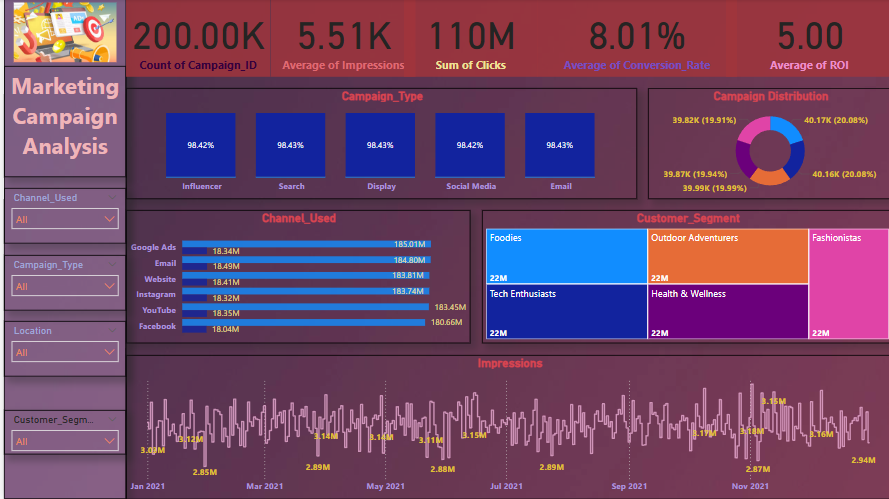 200.00K
Count of Campaign_ID
5.51K
Average of Impressions
110M
Sum of Clicks
8.01%
Average of Conversion_Rate
5.00
Average of ROI
Marketing
Campaign
Analysis
Channel_Used
All
Campaign_Type
All
Location
All
Customer_Segm...
All
Campaign_Type
98.42%
98.43%
98.43%
98.42%
98.43%
Influencer
Search
Display
Social Media
Email
Campaign Distribution
39.82K (19.91%)
40.17K (20.08%)
39.87K (19.94%)
40.16K (20.08%)
39.99K (19.99%)
Channel_Used
Google Ads
185.01M
18.34M
Email
184.80M
18.49M
Website
183.81M
18.41M
Instagram
183.74M
18.32M
YouTube
183.45M
18.35M
Facebook
180.66M
18.04M
Customer_Segment
Foodies
22M
Outdoor Adventurers
22M
Fashionistas
22M
Tech Enthusiasts
22M
Health & Wellness
22M
Impressions
3.15M
3.12M
3.14M
3.14M
3.11M
3.15M
3.17M
3.18M
3.16M
2.85M
2.89M
2.88M
2.89M
2.87M
2.94M
Jan 2021
Mar 2021
May 2021
Jul 2021
Sep 2021
Nov 2021